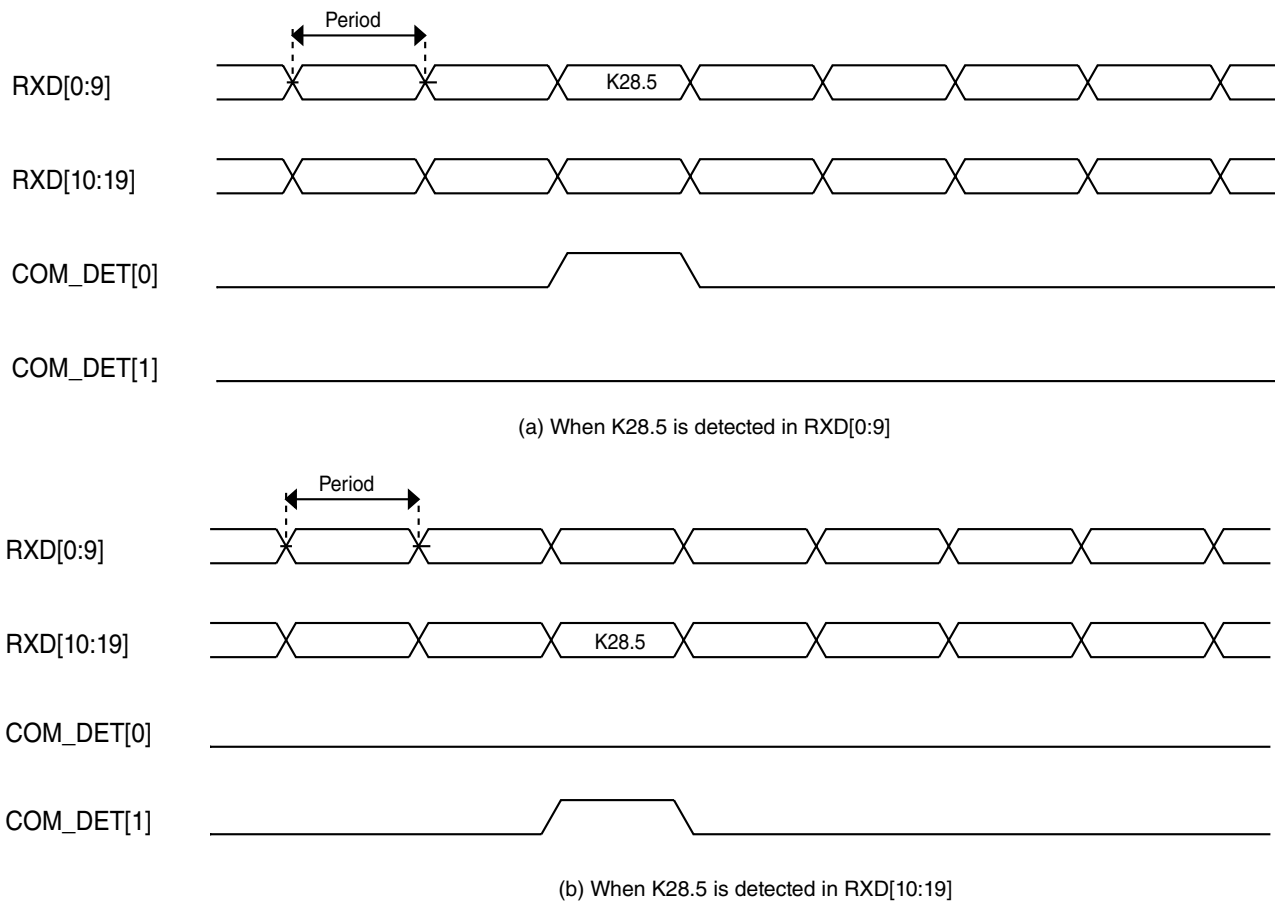 Period
RXD[0:9]
K28.5
RXD[10:19]
COM_DET[0]
COM_DET[1]
(a) When K28.5 is detected in RXD[0:9]
Period
RXD[0:9]
RXD[10:19]
K28.5
COM_DET[0]
COM_DET[1]
(b) When K28.5 is detected in RXD[10:19]